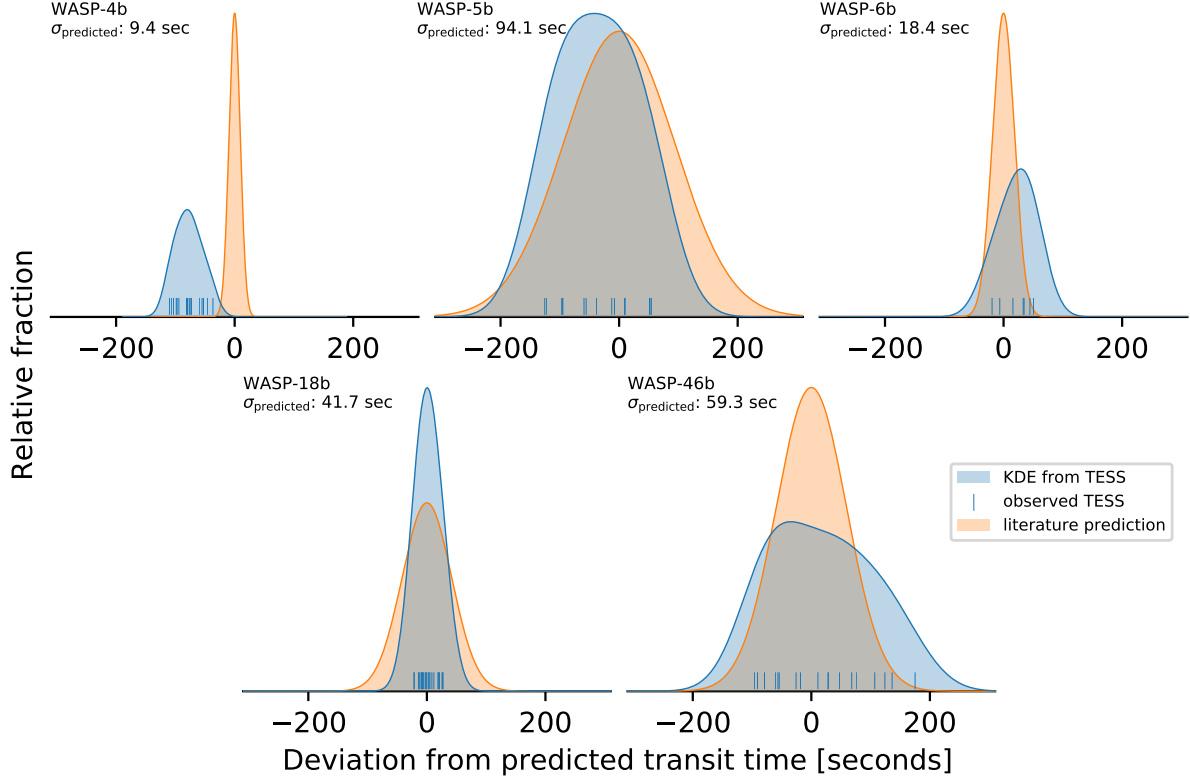 WASP-4b
σpredicted: 9.4 sec
WASP-5b
σpredicted: 94.1 sec
WASP-6b
σpredicted: 18.4 sec
−200 0 200
−200 0 200
−200 0 200
WASP-18b
σpredicted: 41.7 sec
WASP-46b
σpredicted: 59.3 sec
KDE from TESS
observed TESS
literature prediction
−200 0 200
−200 0 200
Relative fraction
Deviation from predicted transit time [seconds]